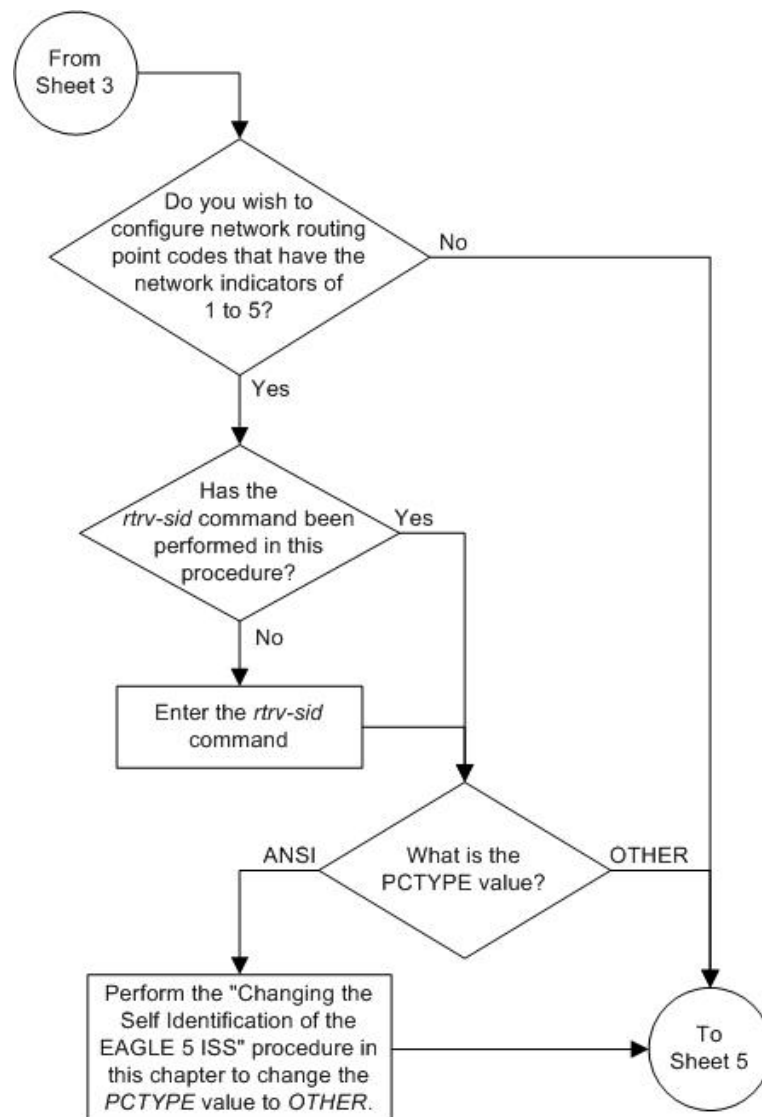 From
Sheet 3
Do you wish to
configure network routing
point codes that have the
network indicators of
1 to 5?
No
Yes
Has the
rtrv-sid command been
performed in this
procedure?
Yes
No
Enter the rtrv-sid
command
What is the
PCTYPE value?
ANSI
OTHER
Perform the "Changing the
Self Identification of the
EAGLE 5 ISS" procedure in
this chapter to change the
PCTYPE value to OTHER.
To
Sheet 5